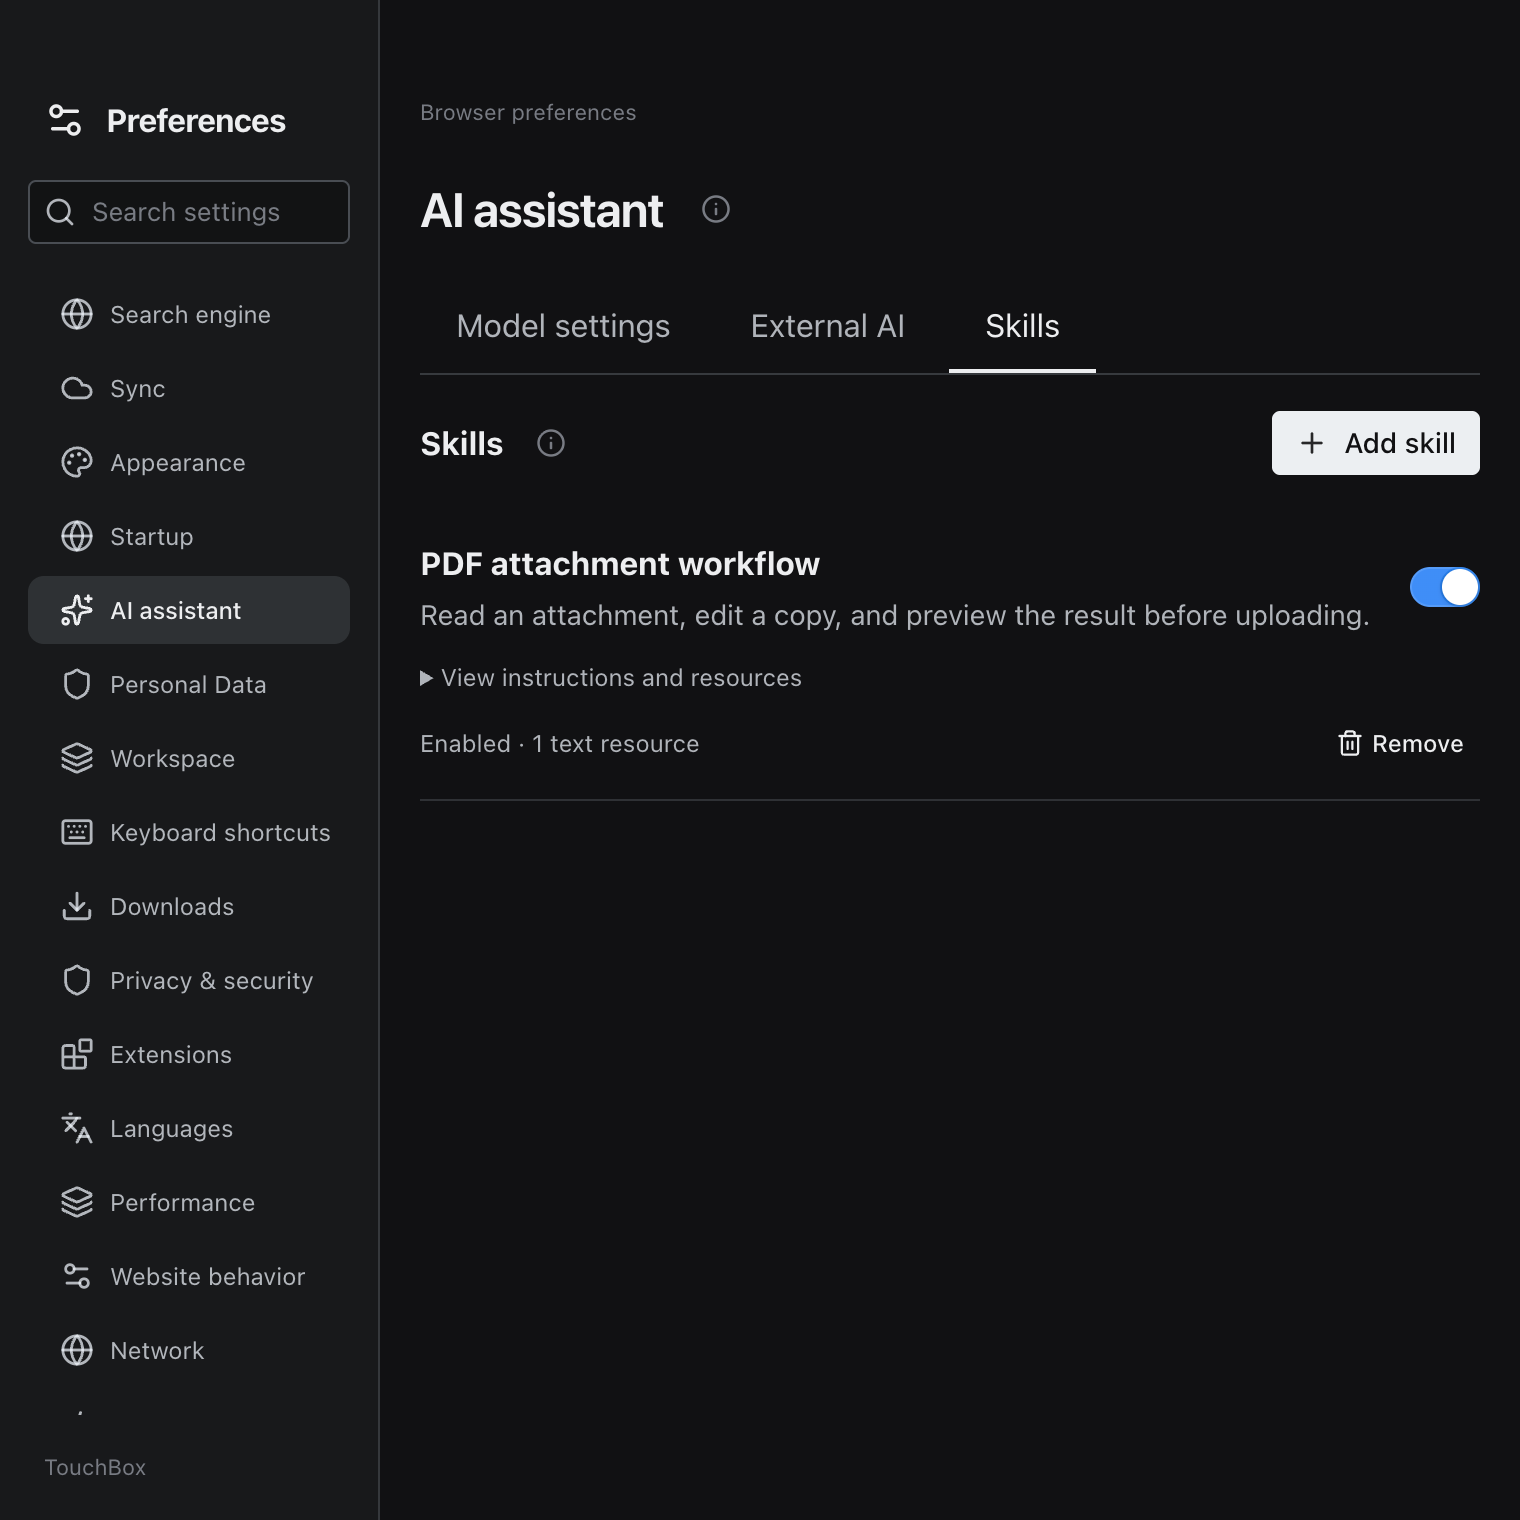 Preferences
Search settings
Search engine
Sync
Appearance
Startup
AI assistant
Personal Data
Workspace
Keyboard shortcuts
Downloads
Privacy & security
Extensions
Languages
Performance
Website behavior
Network
TouchBox
Browser preferences
AI assistant
Model settings
External AI
Skills
Skills
Add skill
PDF attachment workflow
Read an attachment, edit a copy, and preview the result before uploading.
View instructions and resources
Enabled · 1 text resource
Remove